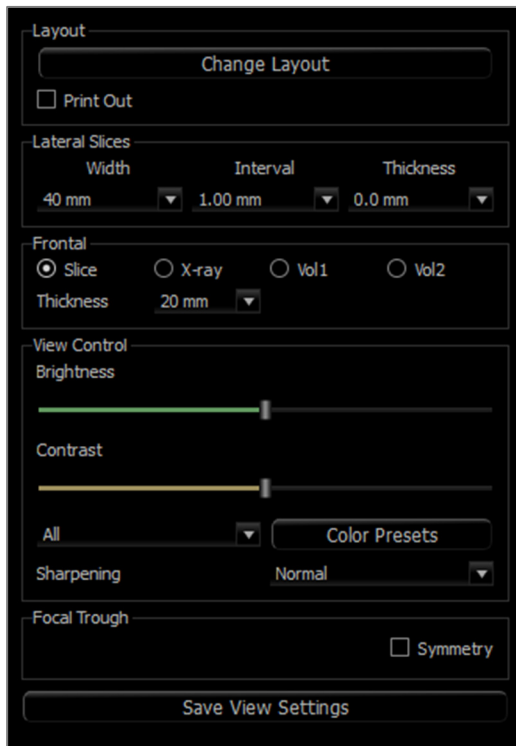 Layout
Change Layout
Print Out
Lateral Slices
Width Interval Thickness
40 mm 1.00 mm 0.0 mm
Frontal
Slice X-ray Vol1 Vol2
Thickness 20 mm
View Control
Brightness
Contrast
All Color Presets
Sharpening Normal
Focal Trough
Symmetry
Save View Settings